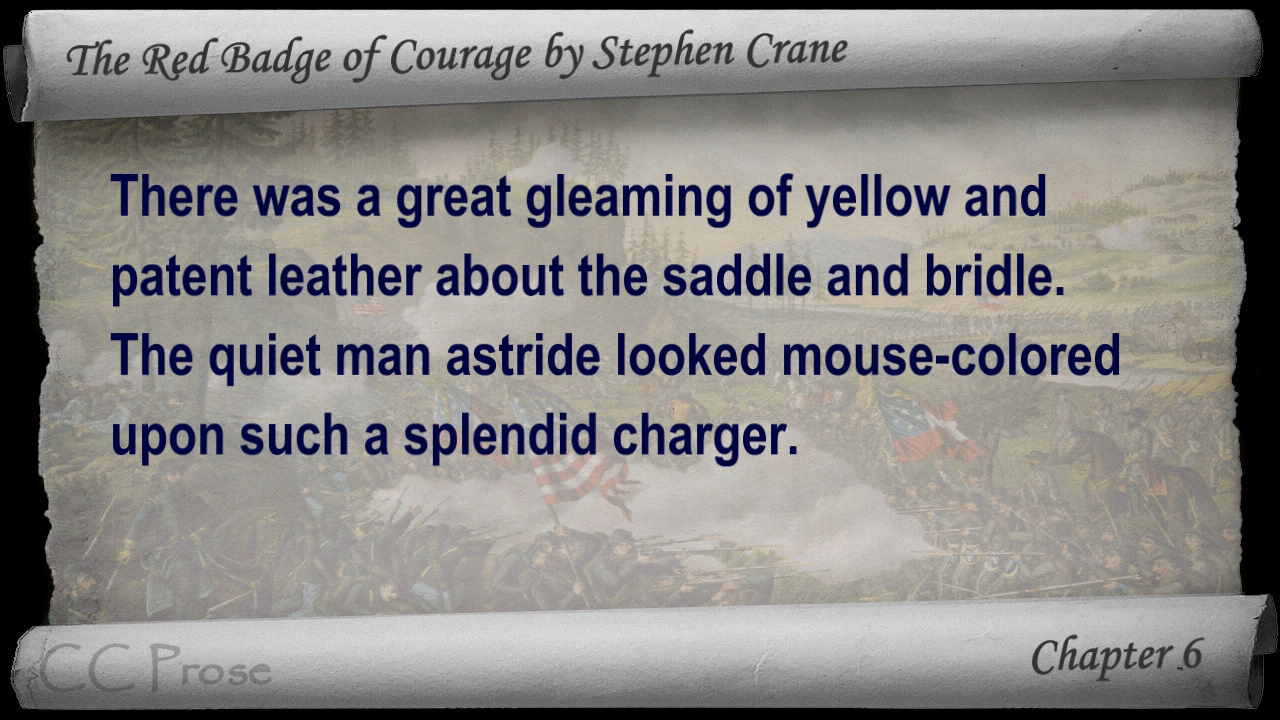 The Red Badge of Courage by Stephen Crane
There was a great gleaming of yellow and
patent leather about the saddle and bridle.
The quiet man astride looked mouse-colored
upon such a splendid charger.
CC Prose
Chapter 6